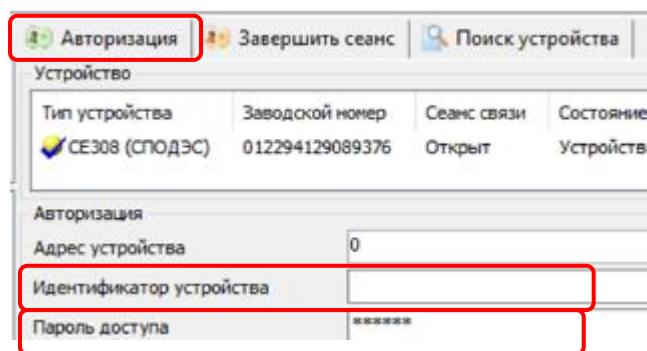 Авторизация Завершить сеанс Поиск устройства
Устройство
Тип устройства Заводской номер Сеанс связи Состояние
СЕ308 (СПОДЭС) 012294129089376 Открыт Устройств
Авторизация
Адрес устройства 0
Идентификатор устройства
Пароль доступа ******